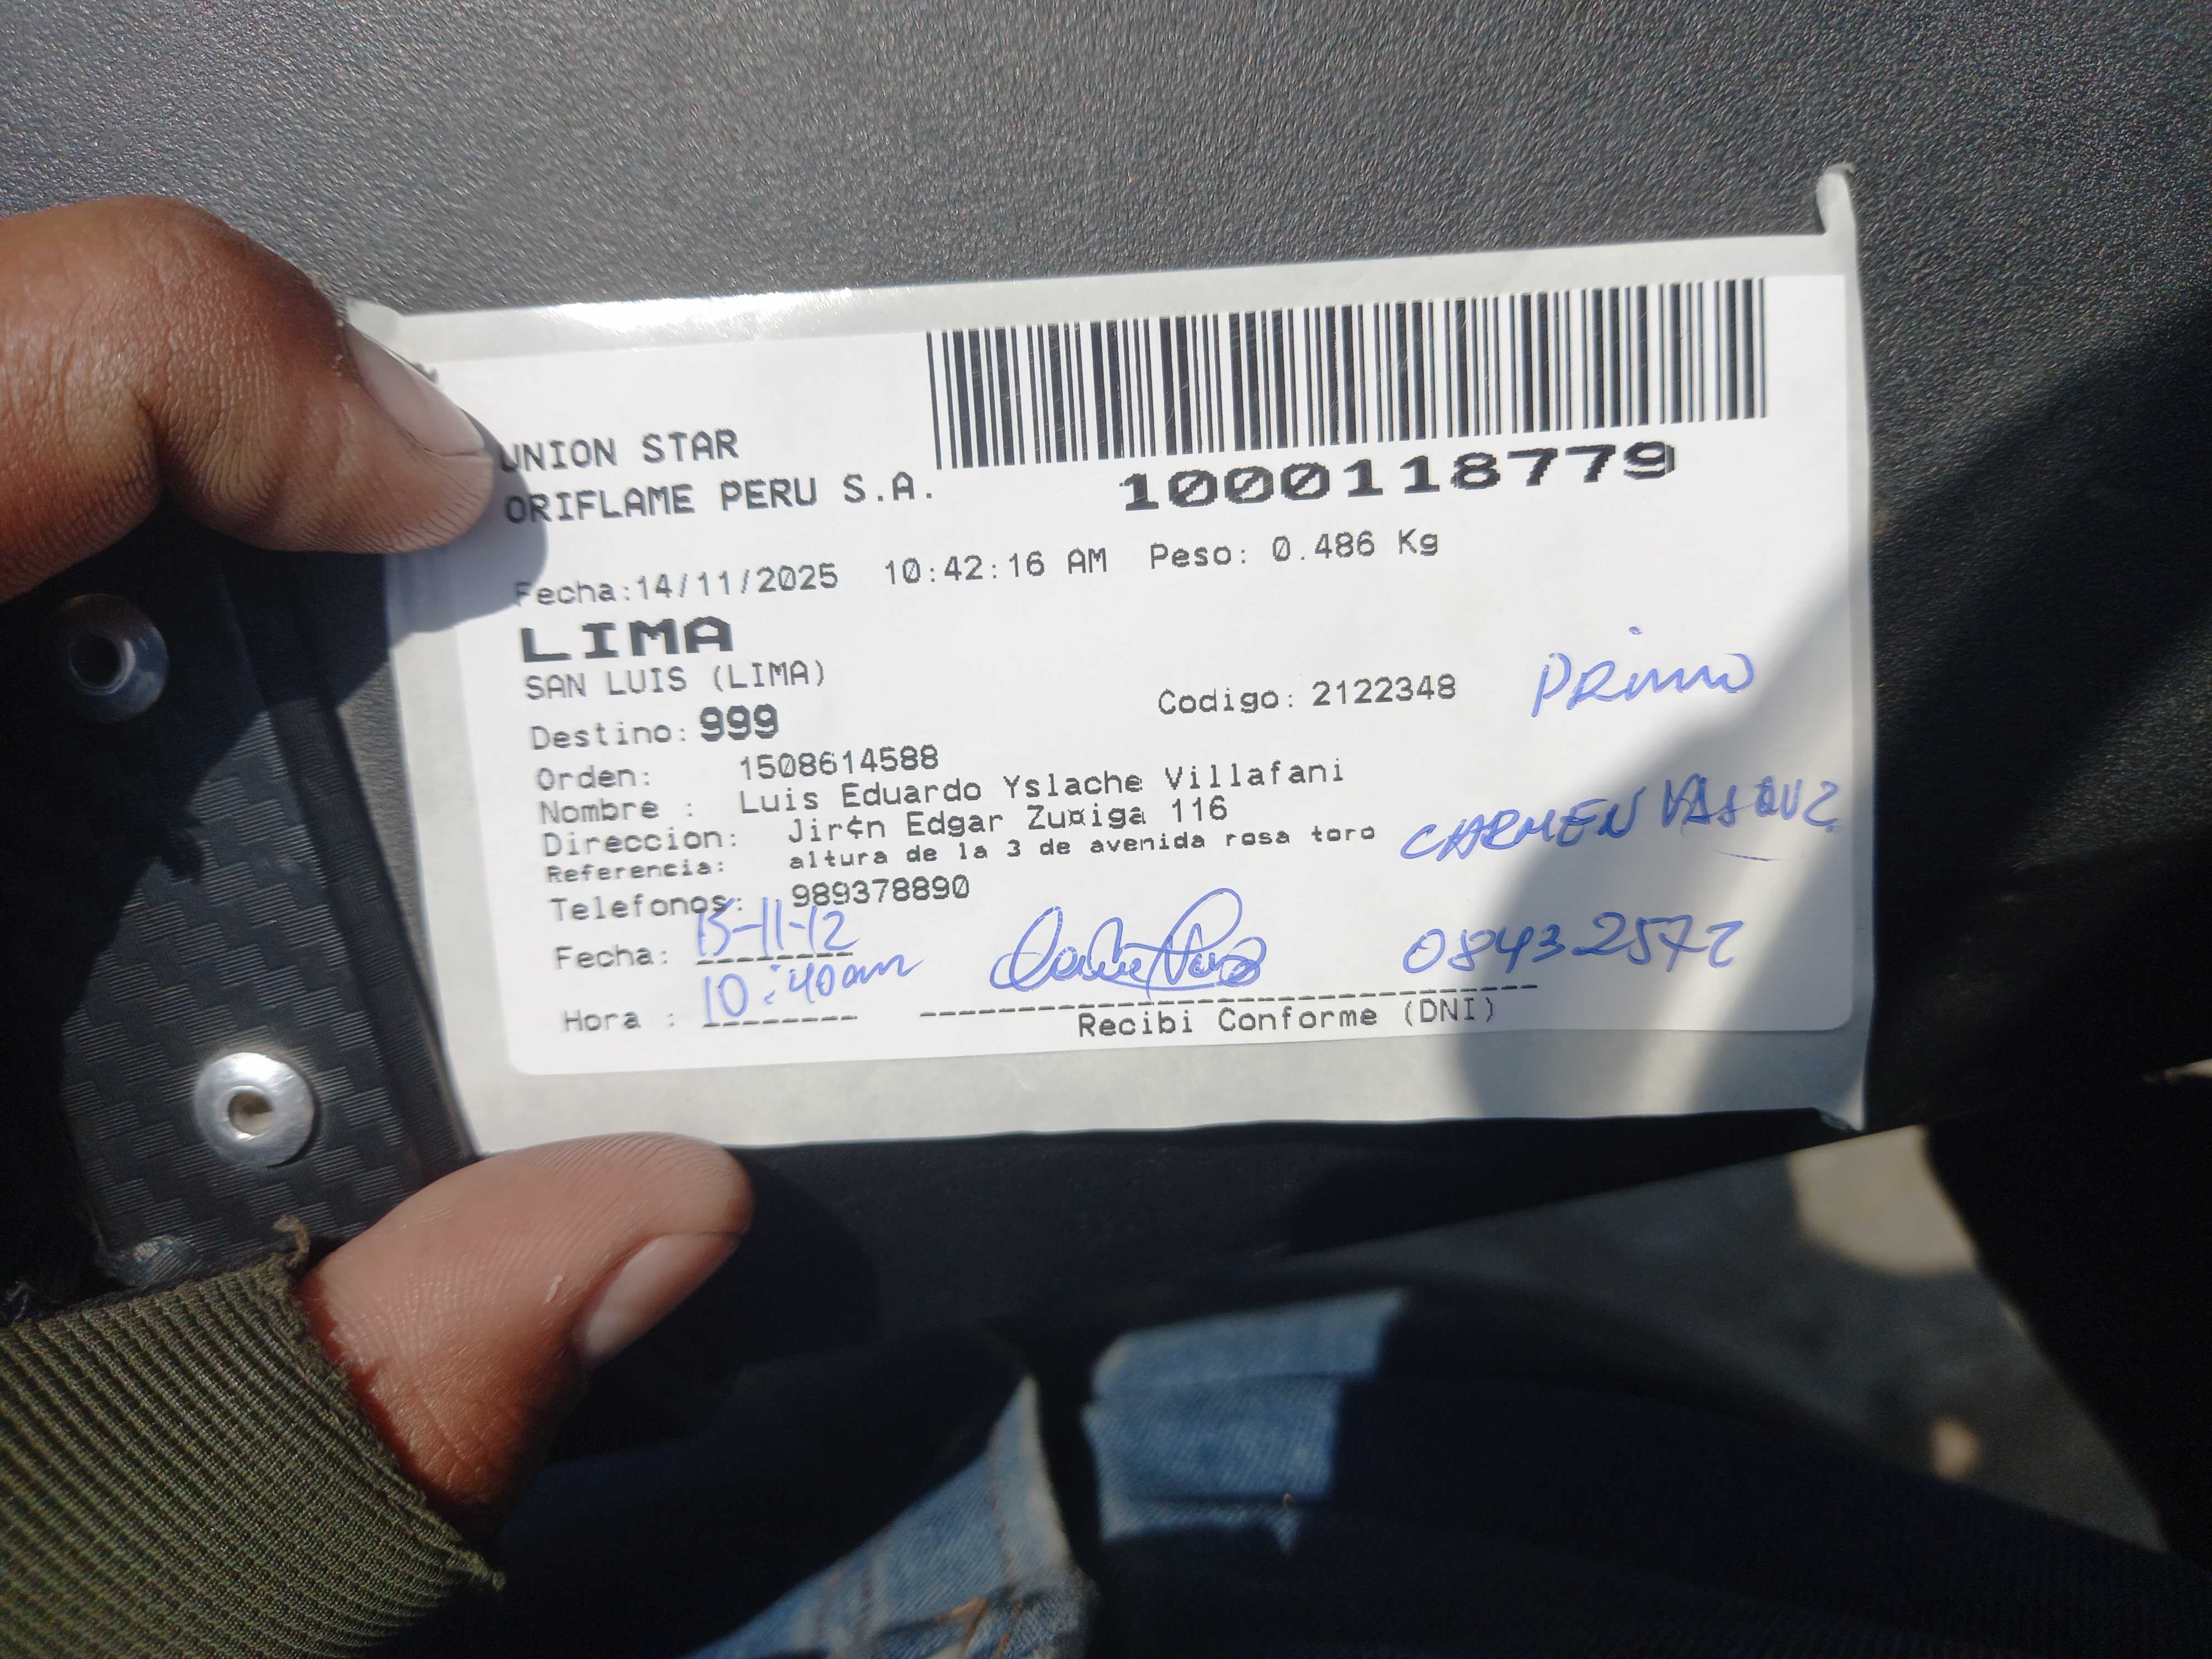 UNION STAR
ORIFLAME PERU S.A.
1000118779
Fecha:14/11/2025 10:42:16 AM Peso: 0.486 Kg
LIMA
SAN LUIS (LIMA)
Destino: 999 Codigo: 2122348 PRIMO
Orden: 1508614588
Nombre : Luis Eduardo Yslache Villafani
Direccion: Jir¢n Edgar Zu¤iga 116
Referencia: altura de la 3 de avenida rosa toro
CARMEN
Telefonos: 989378890
Fecha: 15-11-12
08432572
Hora : 10:40am
Recibi Conforme (DNI)